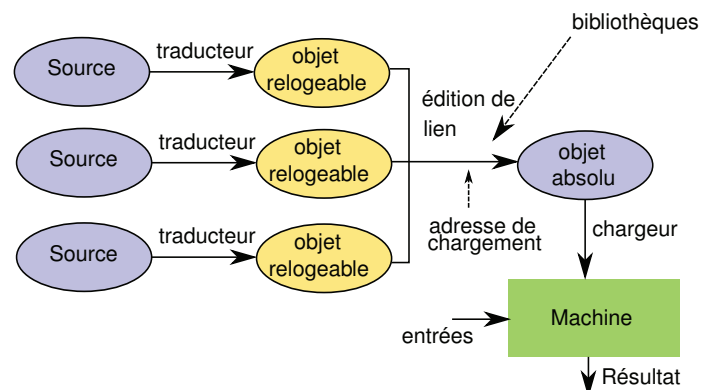 bibliothèques
Source
traducteur
objet
relogeable
édition de
lien
Source
traducteur
objet
relogeable
objet
absolu
adresse de
chargement
chargeur
Source
traducteur
objet
relogeable
Machine
entrées
Résultat